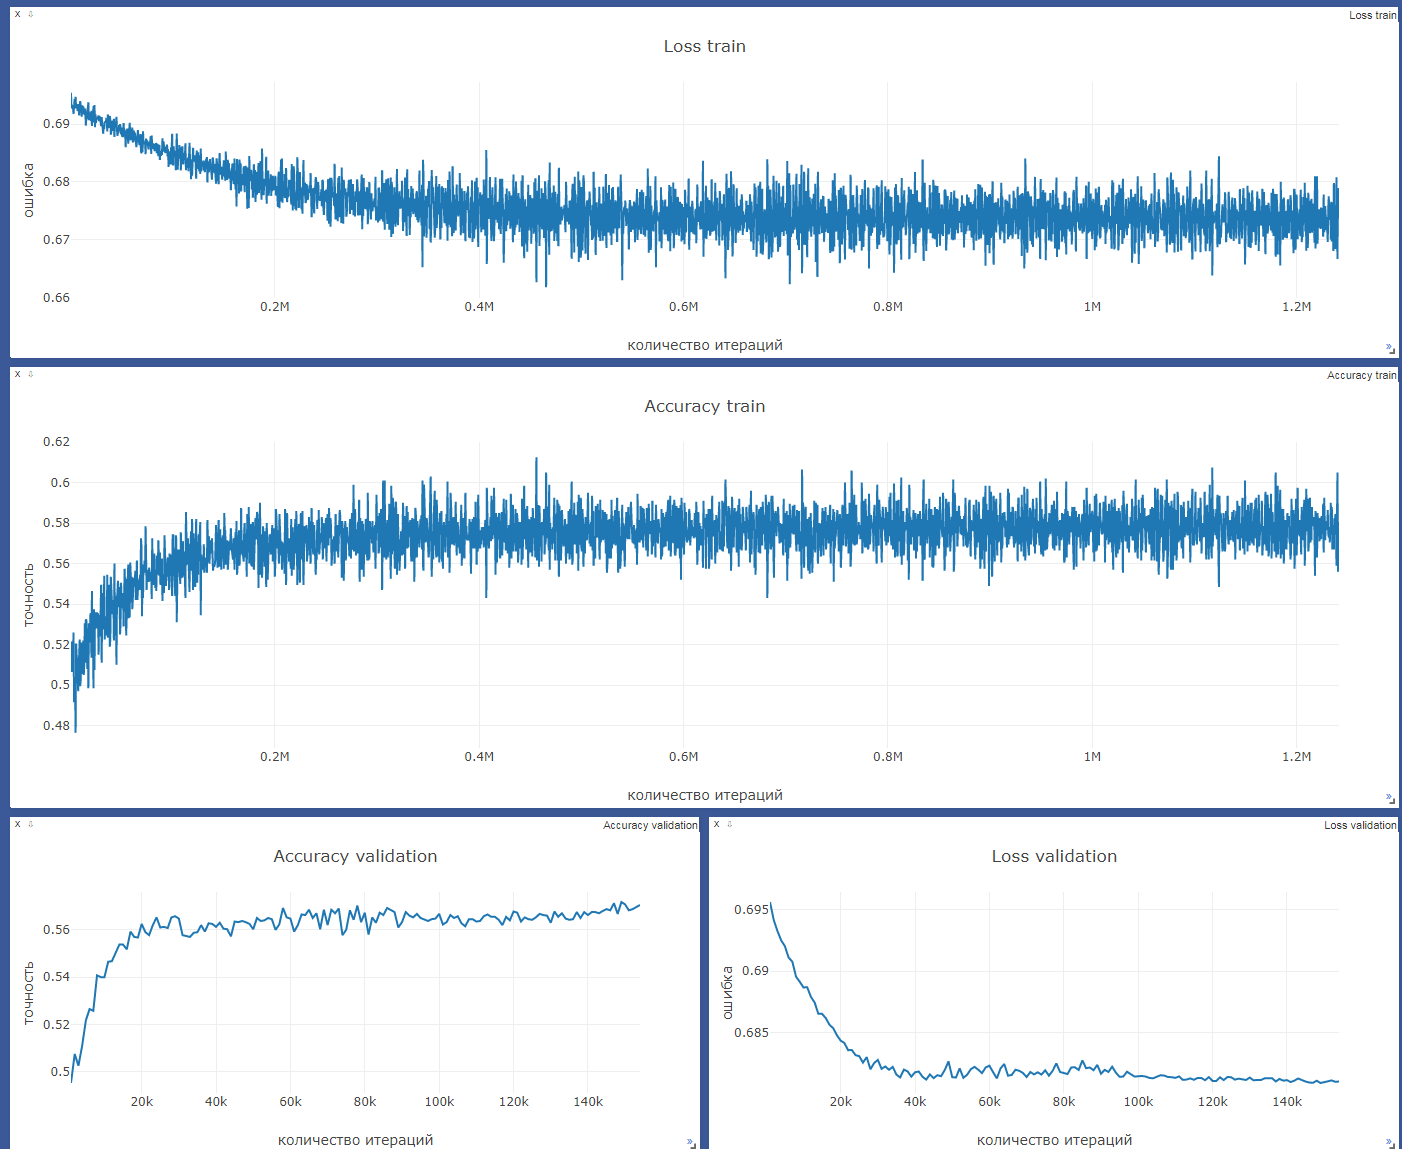 X ⇩ Loss train
Loss train
0.69
0.68
0.67
0.66
ошибка
0.2M 0.4M 0.6M 0.8M 1M 1.2M
количество итераций
»
X ⇩ Accuracy train
Accuracy train
0.62
0.6
0.58
0.56
0.54
0.52
0.5
0.48
точность
0.2M 0.4M 0.6M 0.8M 1M 1.2M
количество итераций
»
X ⇩ Accuracy validation
Accuracy validation
0.56
0.54
0.52
0.5
точность
20k 40k 60k 80k 100k 120k 140k
количество итераций
»
X ⇩ Loss validation
Loss validation
0.695
0.69
0.685
ошибка
20k 40k 60k 80k 100k 120k 140k
количество итераций
»